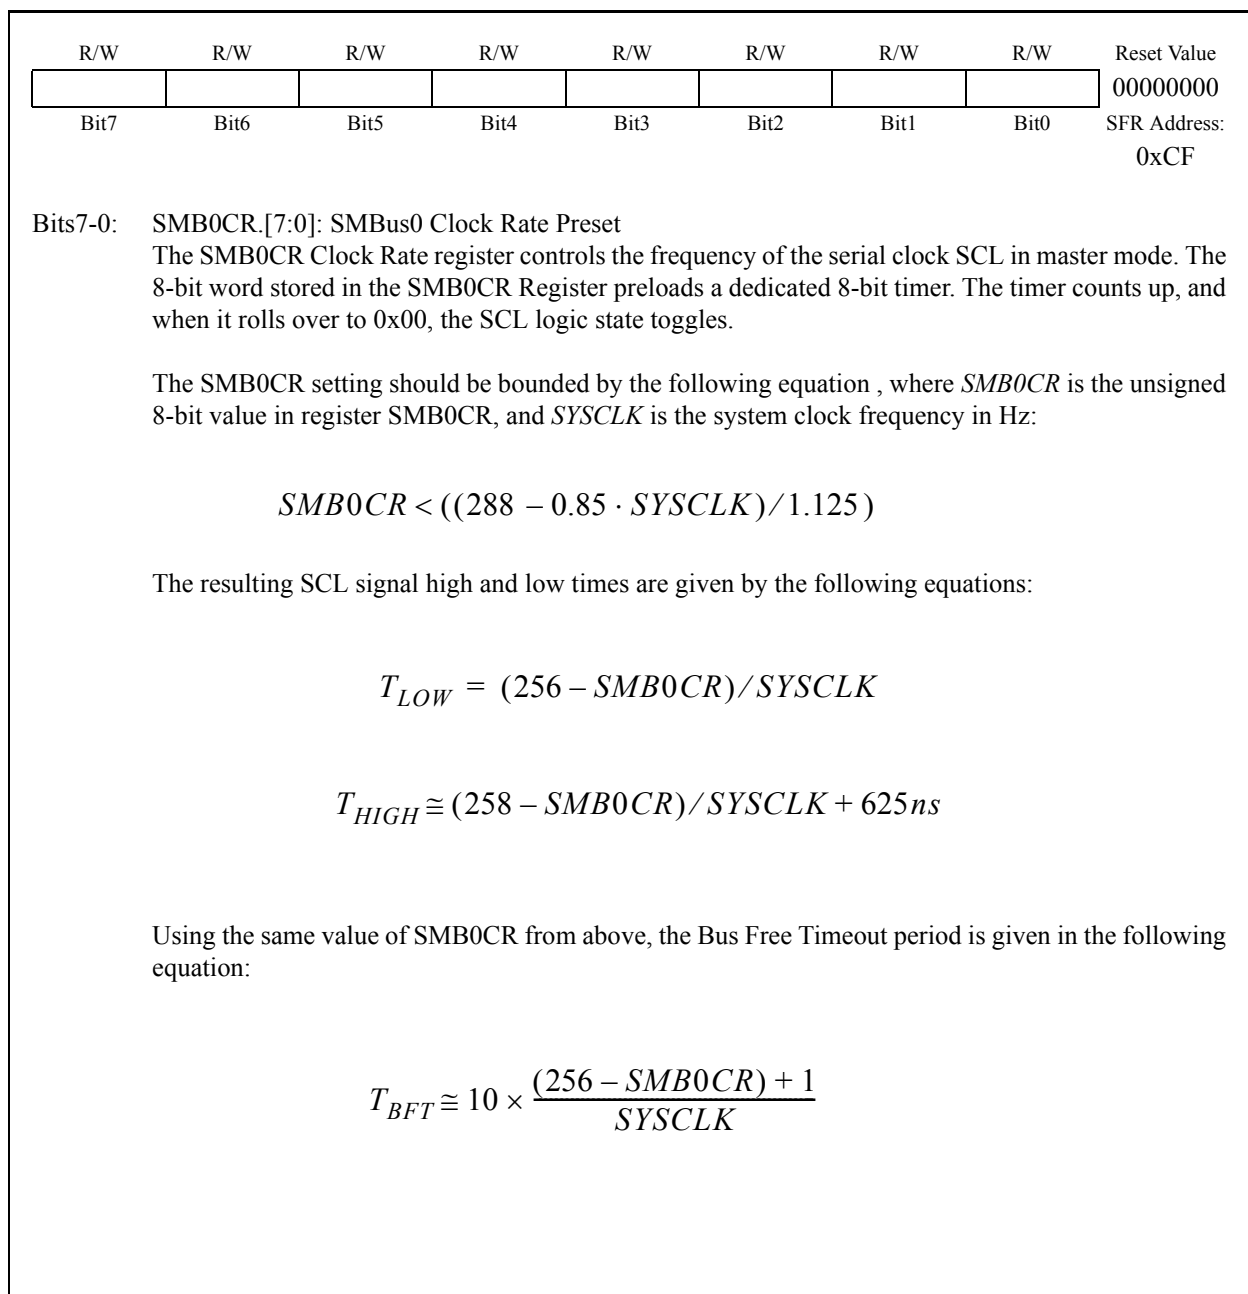 R/W R/W R/W R/W R/W R/W R/W R/W Reset Value
00000000
Bit7 Bit6 Bit5 Bit4 Bit3 Bit2 Bit1 Bit0 SFR Address:
0xCF
Bits7-0: SMB0CR.[7:0]: SMBus0 Clock Rate Preset
The SMB0CR Clock Rate register controls the frequency of the serial clock SCL in master mode. The
8-bit word stored in the SMB0CR Register preloads a dedicated 8-bit timer. The timer counts up, and
when it rolls over to 0x00, the SCL logic state toggles.
The SMB0CR setting should be bounded by the following equation , where SMB0CR is the unsigned
8-bit value in register SMB0CR, and SYSCLK is the system clock frequency in Hz:
SMB0CR < ((288 – 0.85 · SYSCLK)/1.125)
The resulting SCL signal high and low times are given by the following equations:
T_LOW = (256 – SMB0CR)/SYSCLK
T_HIGH ≅ (258 – SMB0CR)/SYSCLK + 625ns
Using the same value of SMB0CR from above, the Bus Free Timeout period is given in the following
equation:
T_BFT ≅ 10 × (256 – SMB0CR) + 1
SYSCLK